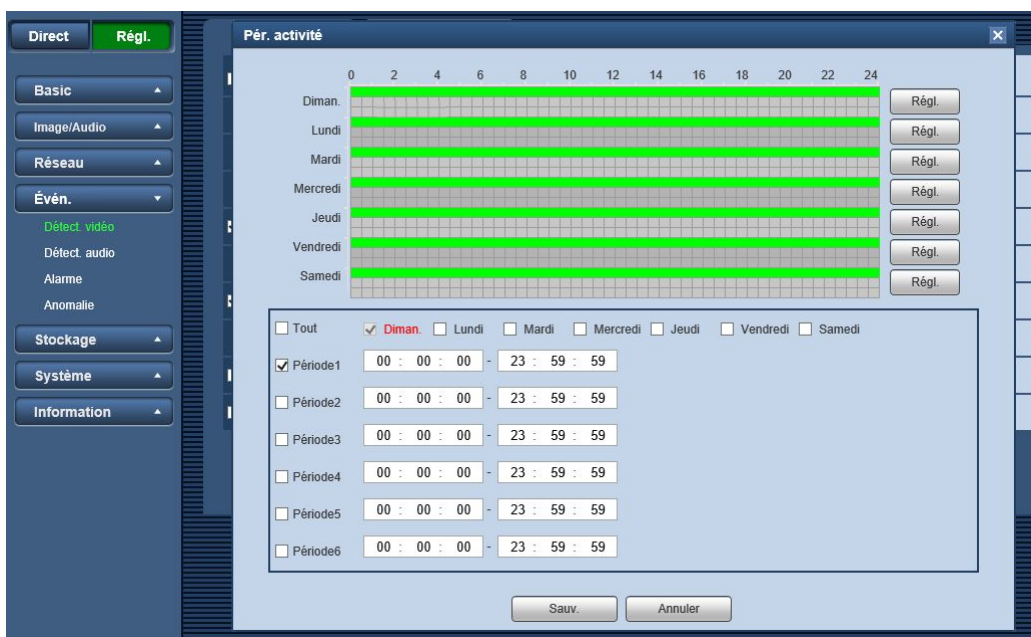 Direct Régl.
Basic
Image/Audio
Réseau
Évén.
Détect. vidéo
Détect. audio
Alarme
Anomalie
Stockage
Système
Information
Pér. activité
0 2 4 6 8 10 12 14 16 18 20 22 24
Diman. Régl.
Lundi Régl.
Mardi Régl.
Mercredi Régl.
Jeudi Régl.
Vendredi Régl.
Samedi Régl.
Tout Diman. Lundi Mardi Mercredi Jeudi Vendredi Samedi
Période1 00 : 00 : 00 - 23 : 59 : 59
Période2 00 : 00 : 00 - 23 : 59 : 59
Période3 00 : 00 : 00 - 23 : 59 : 59
Période4 00 : 00 : 00 - 23 : 59 : 59
Période5 00 : 00 : 00 - 23 : 59 : 59
Période6 00 : 00 : 00 - 23 : 59 : 59
Sauv. Annuler